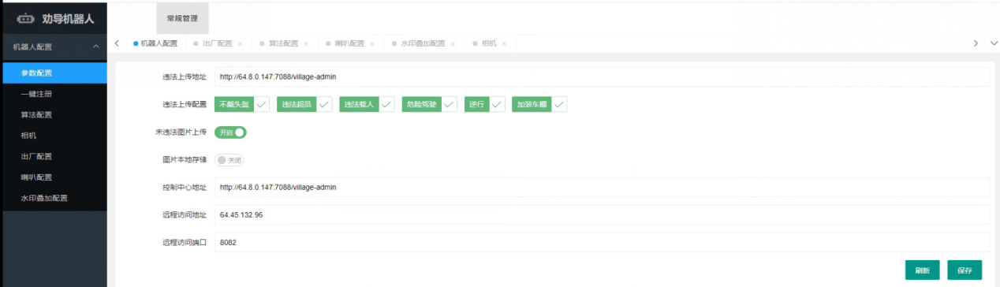 劝导机器人 常规管理
机器人配置 机器人配置 出厂配置 × 算法配置 × 喇叭配置 × 水印叠加配置 × 相机 ×
参数配置
一键注册
算法配置
相机
出厂配置
喇叭配置
水印叠加配置
违法上传地址 http://64.8.0.147:7088/village-admin
违法上传配置 不戴头盔 违法超员 违法载人 危险驾驶 逆行 加装车棚
未违法图片上传 开启
图片本地存储 关闭
控制中心地址 http://64.8.0.147:7088/village-admin
远程访问地址 64.45.132.96
远程访问端口 8082
刷新 保存